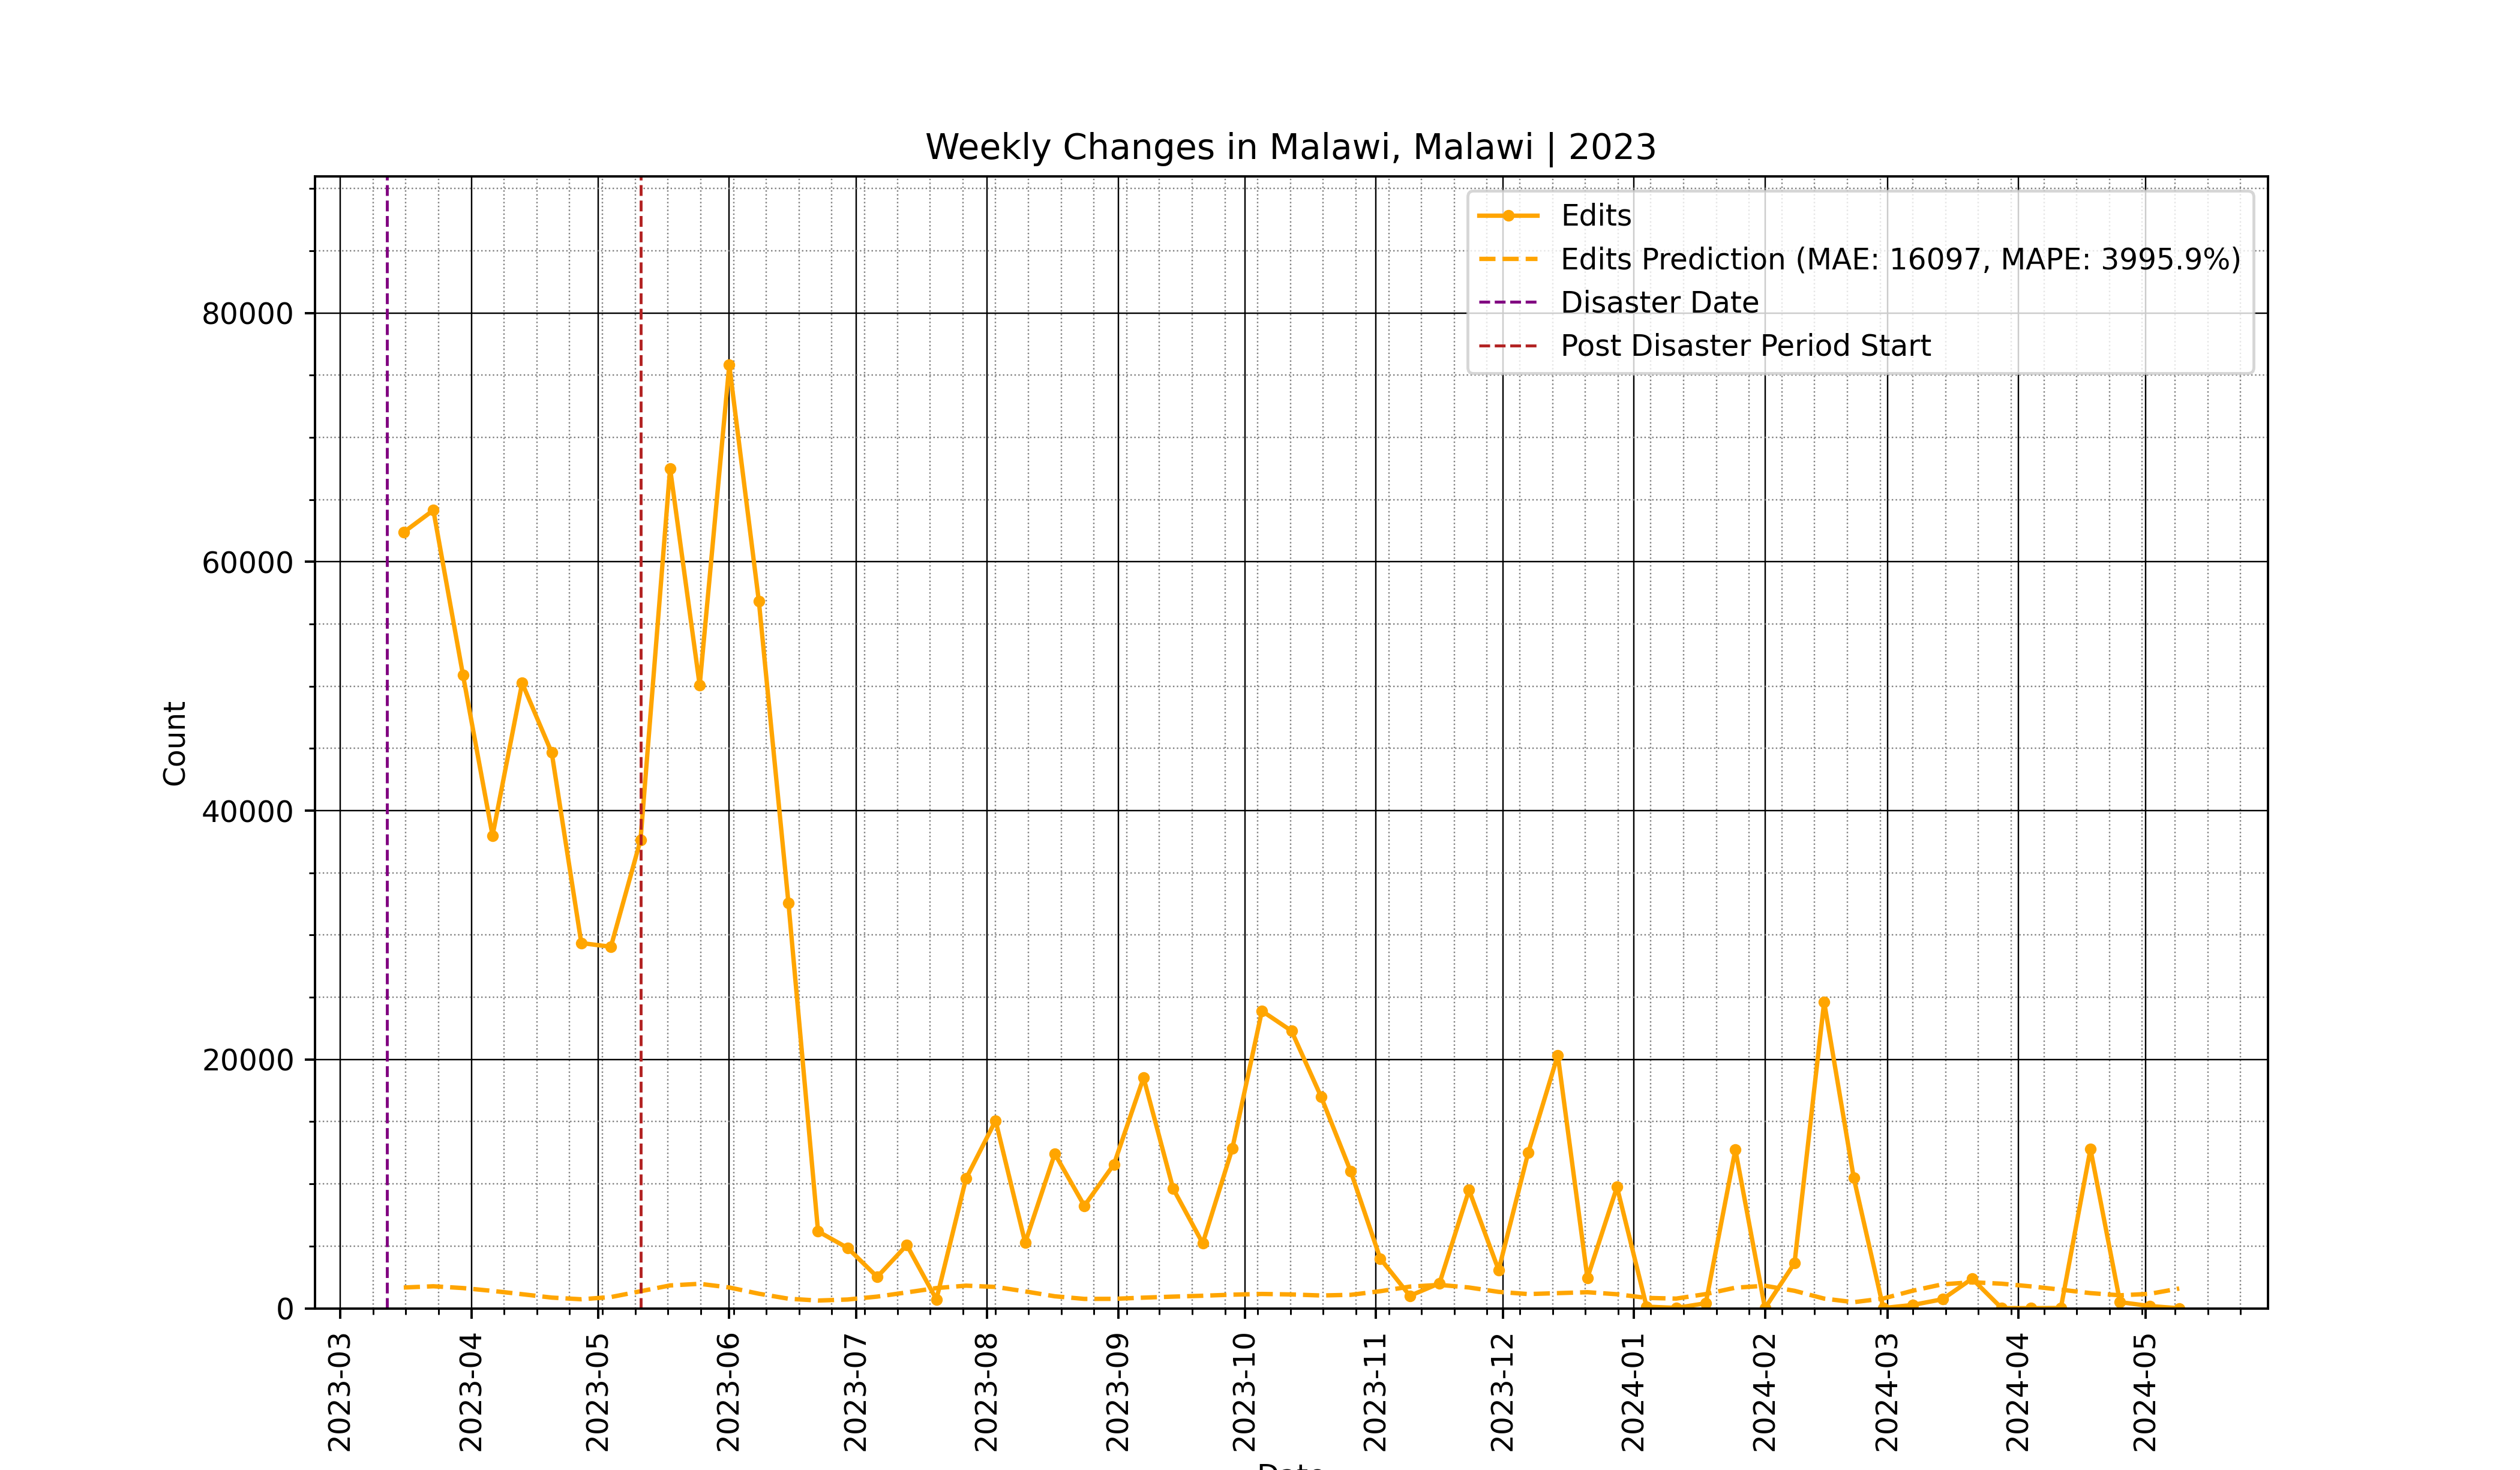 Weekly Changes in Malawi, Malawi | 2023
Edits
Edits Prediction (MAE: 16097, MAPE: 3995.9%)
Disaster Date
Post Disaster Period Start
Count
80000
60000
40000
20000
0
2023-03
2023-04
2023-05
2023-06
2023-07
2023-08
2023-09
2023-10
2023-11
2023-12
2024-01
2024-02
2024-03
2024-04
2024-05
Date